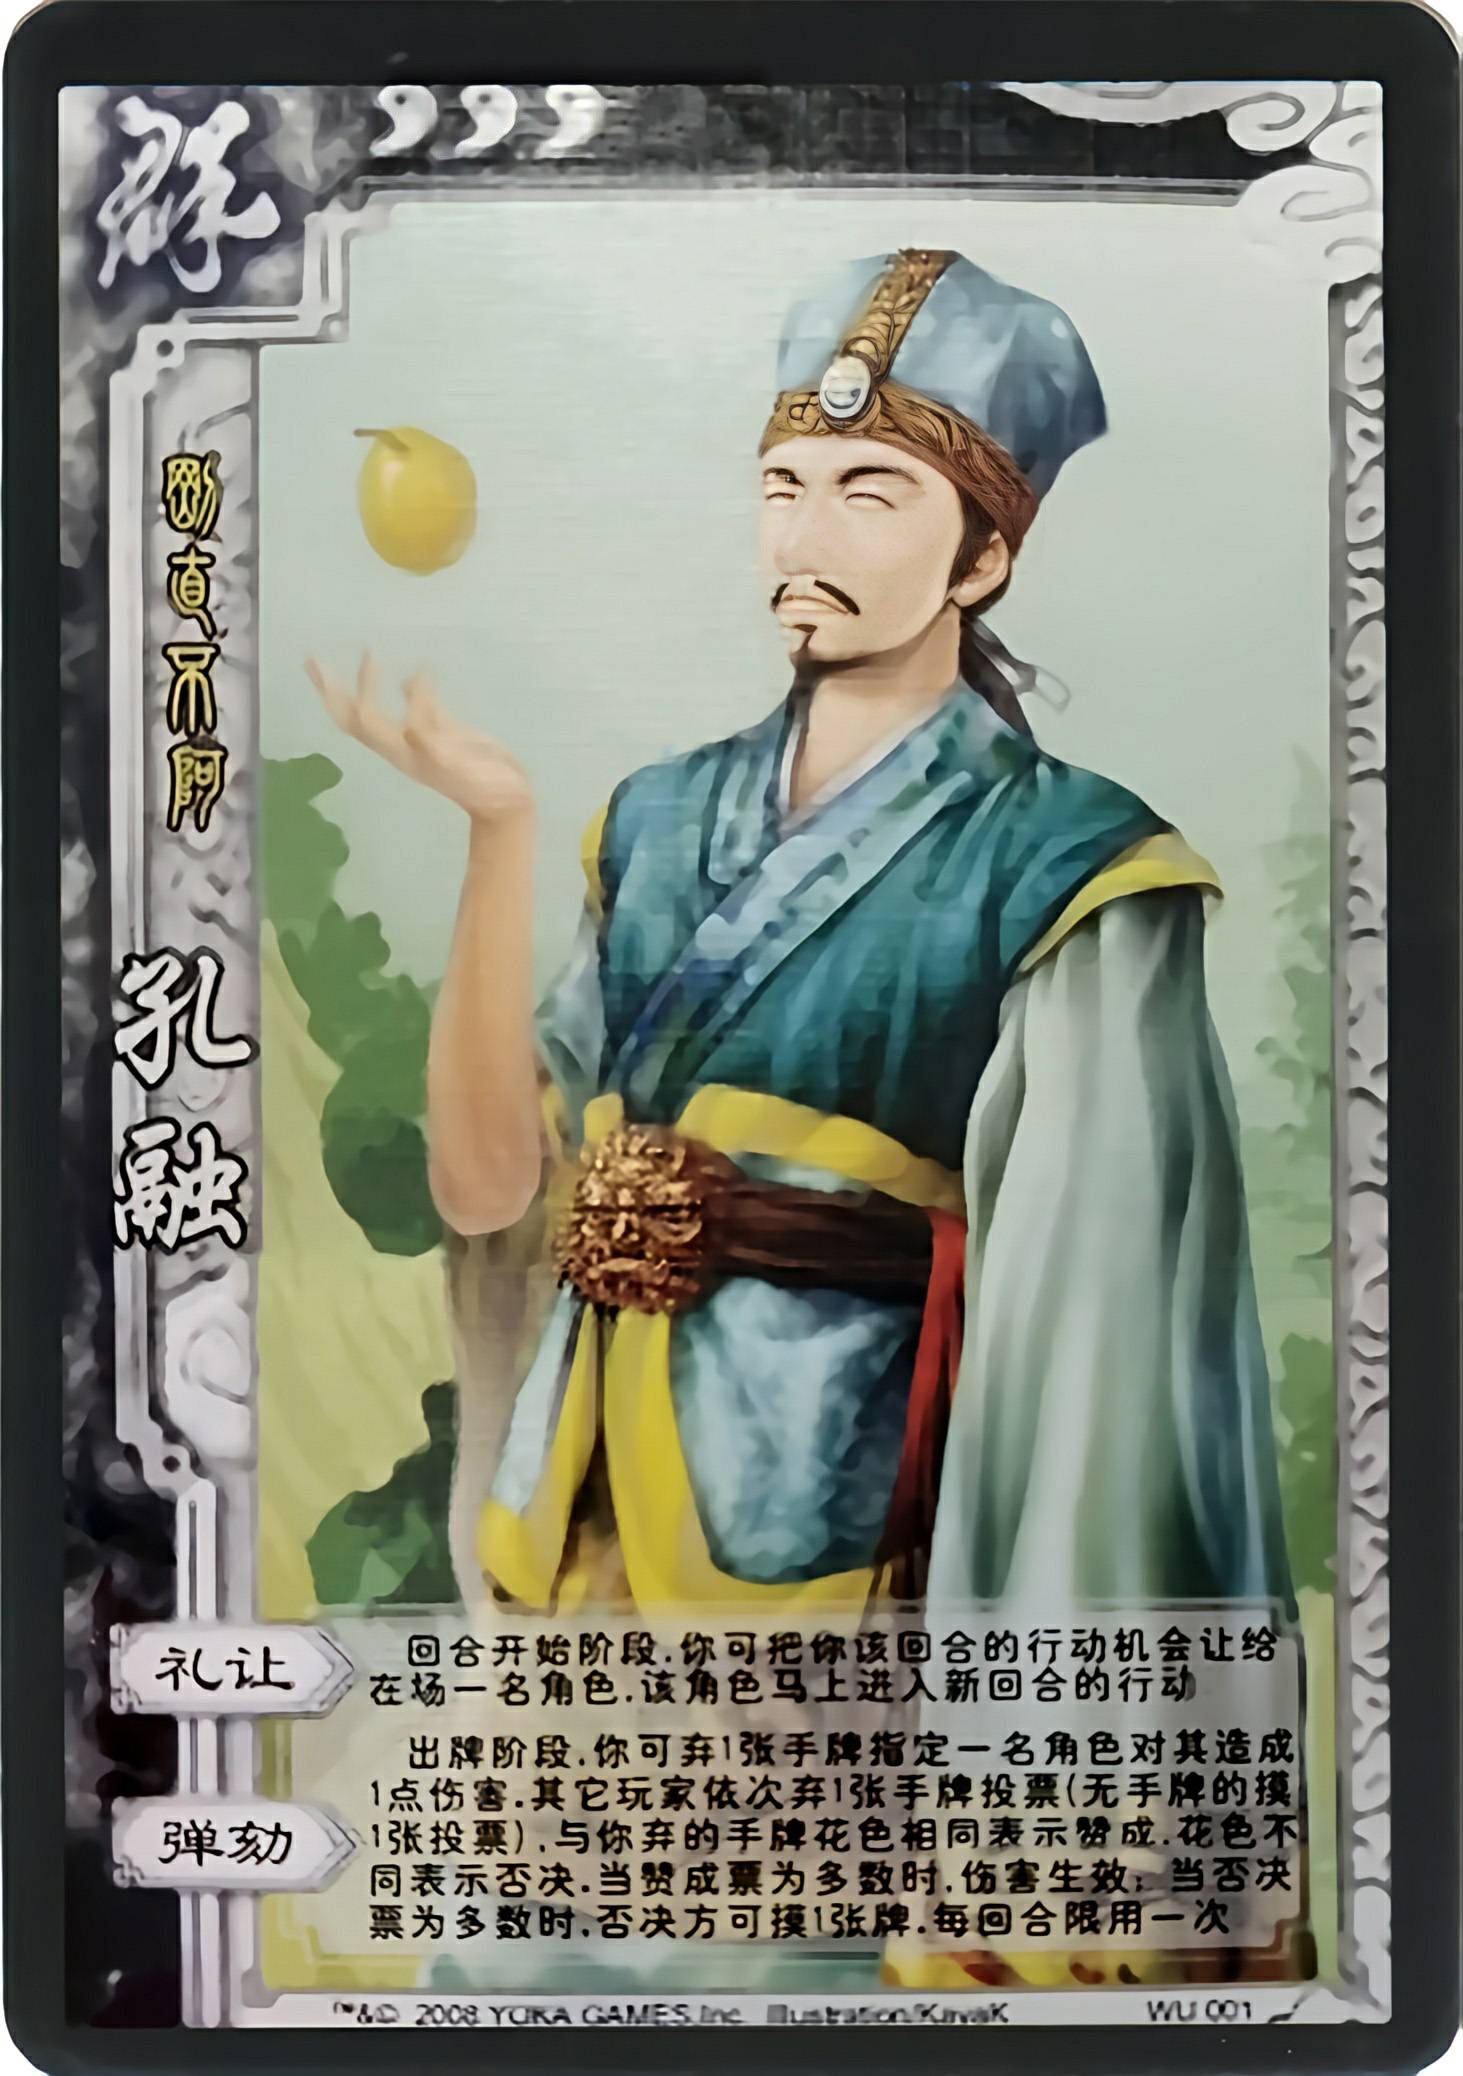 群
剛直不阿
孔融
礼让
回合开始阶段.你可把你该回合的行动机会让给
在场一名角色.该角色马上进入新回合的行动
弹劾
出牌阶段.你可弃1张手牌指定一名角色对其造成
1点伤害.其它玩家依次弃1张手牌投票(无手牌的摸
1张投票).与你弃的手牌花色相同表示赞成.花色不
同表示否决.当赞成票为多数时.伤害生效;当否决
票为多数时.否决方可摸1张牌.每回合限用一次
™&© 2008 YOKA GAMES.Inc. Illustration/KayaK
WU 001